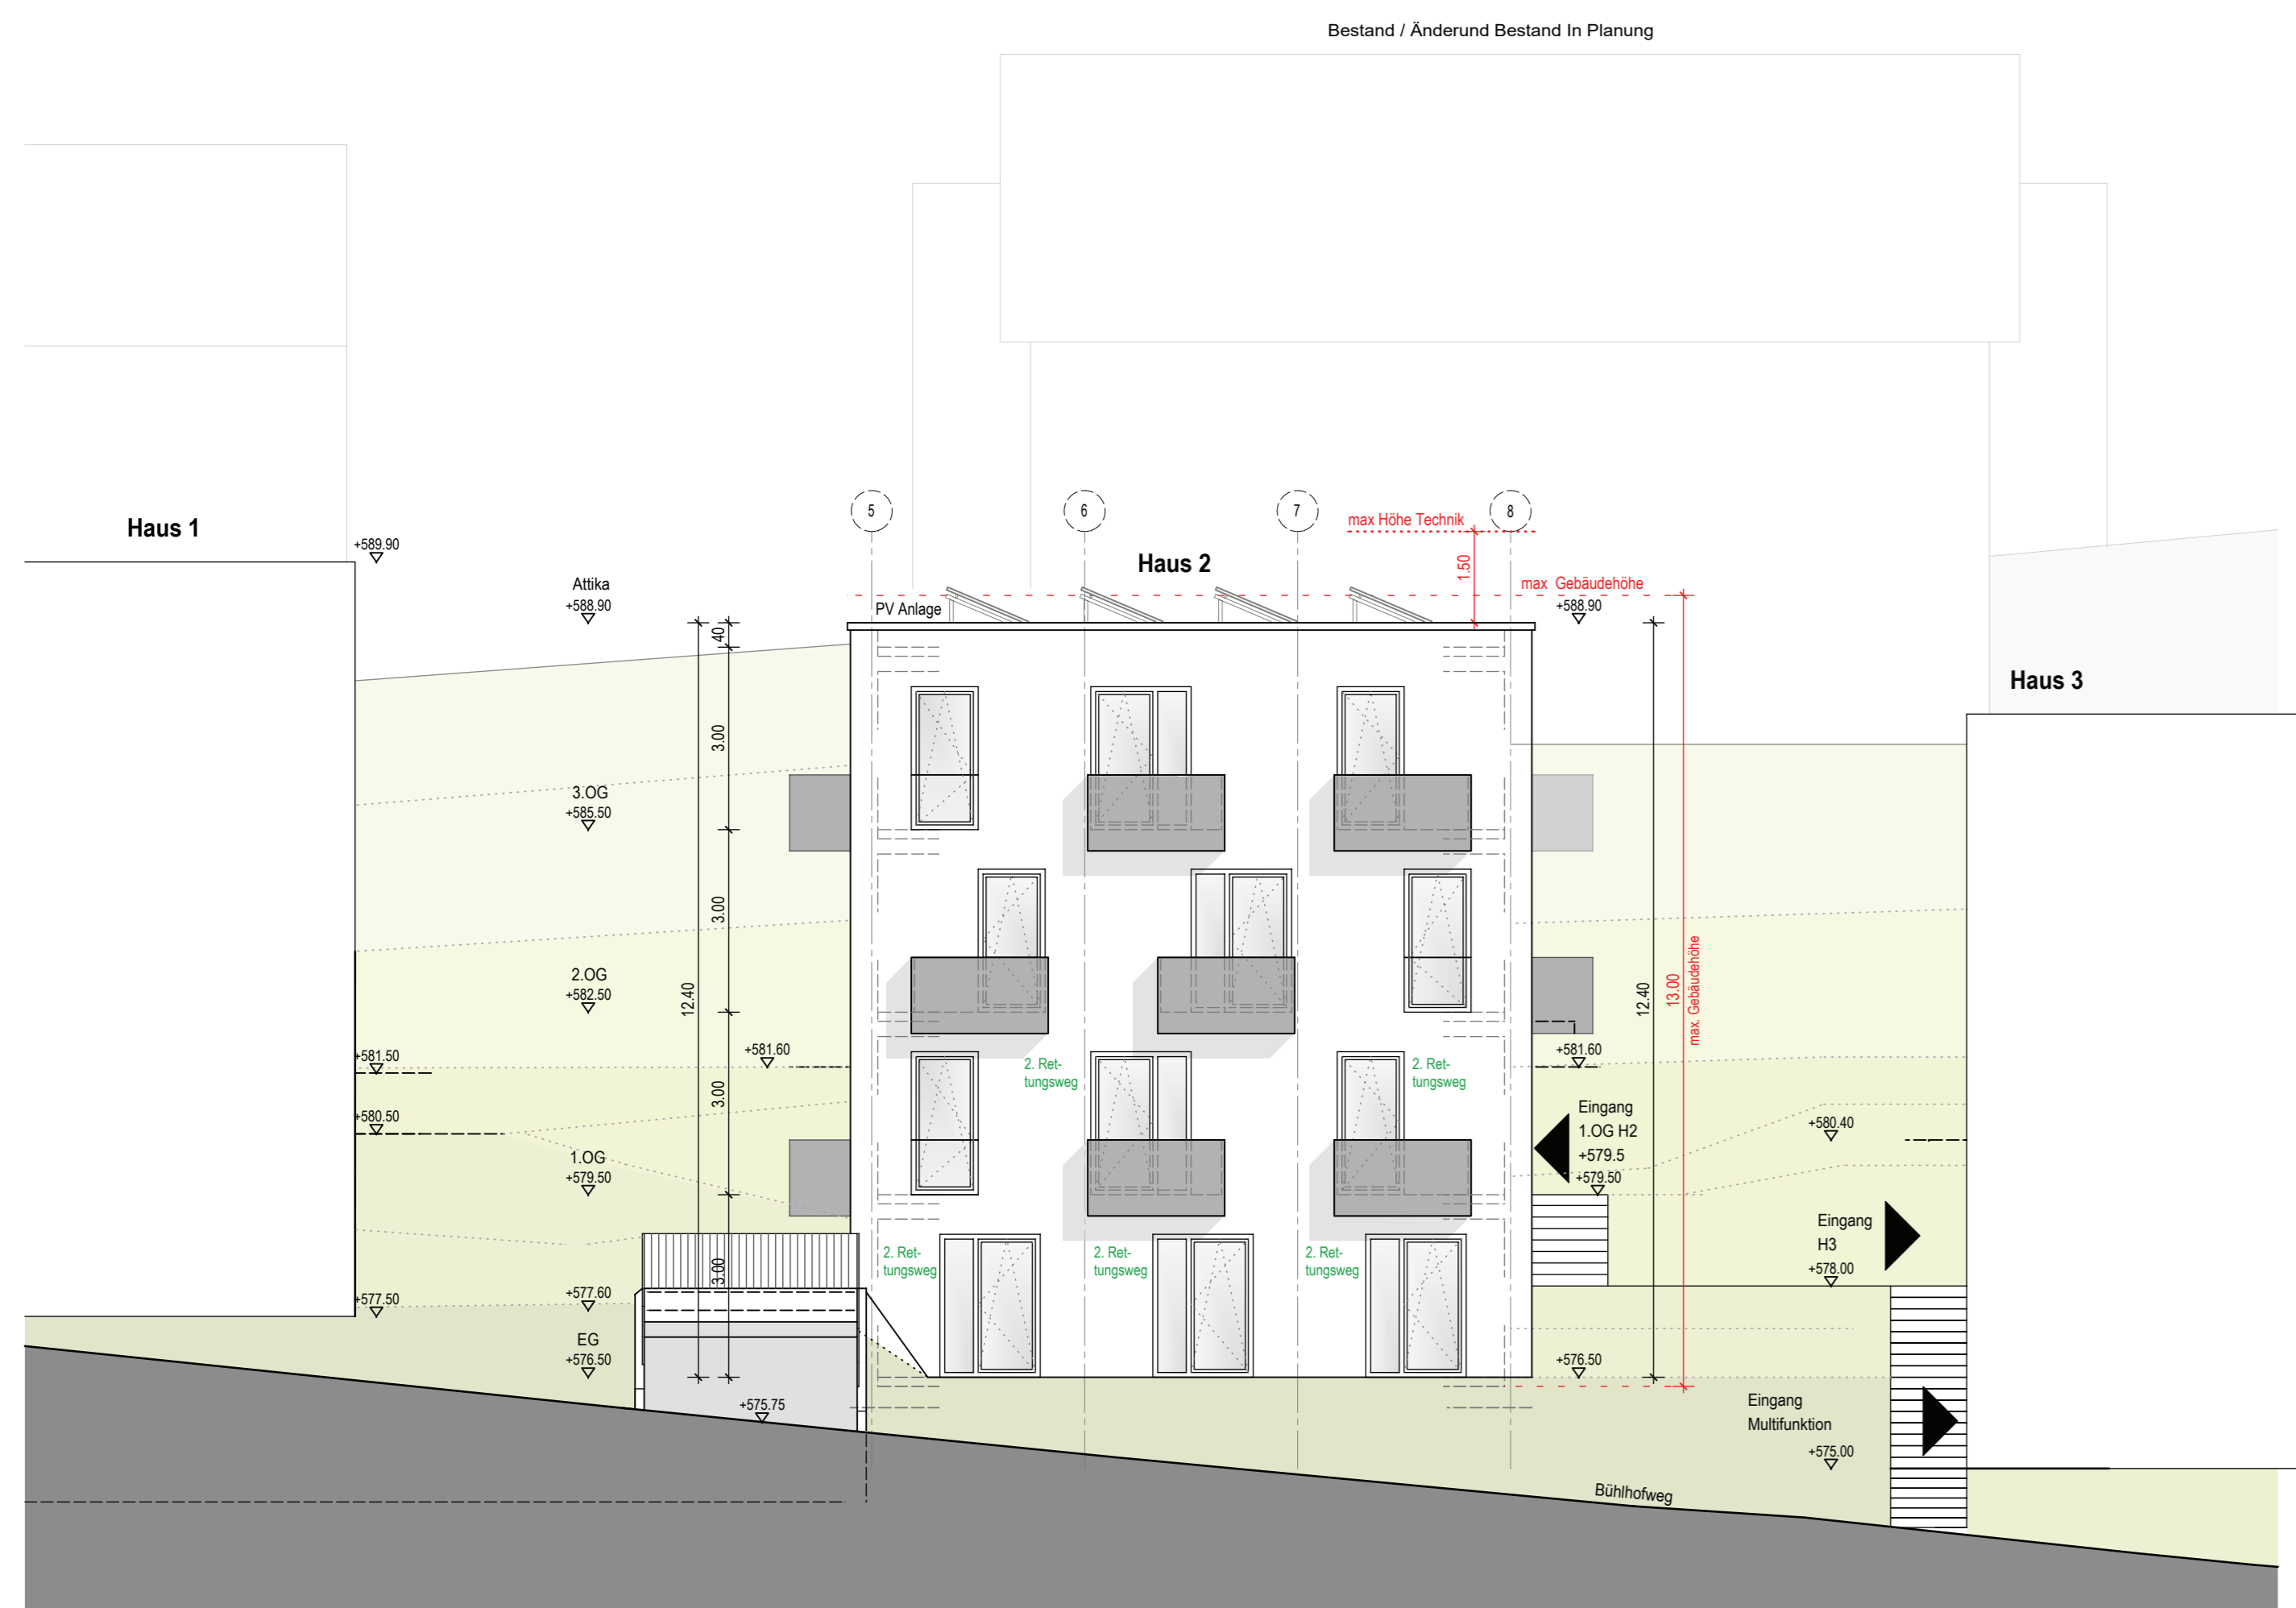 Bestand / Änderund Bestand In Planung
5
6
7
8
max Höhe Technik
Haus 1
+589.90
Haus 2
1.50
Attika
+588.90
max Gebäudehöhe
+588.90
PV Anlage
40
Haus 3
3.00
3.OG
+585.50
3.00
2.OG
+582.50
12.40
12.40
13.00
max. Gebäudehöhe
+581.50
+581.60
2. Ret-
tungsweg
2. Ret-
tungsweg
+581.60
3.00
+580.50
Eingang
1.OG H2
+579.5
+579.50
+580.40
1.OG
+579.50
Eingang
H3
+578.00
2. Ret-
tungsweg
2. Ret-
tungsweg
2. Ret-
tungsweg
3.00
+577.50
+577.60
EG
+576.50
+576.50
+575.75
Eingang
Multifunktion
+575.00
Bühlhofweg